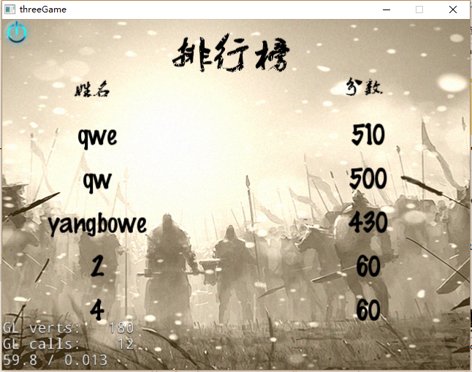 threeGame
排行榜
姓名 分数
qwe 510
qw 500
yangbowe 430
2 60
4 60
GL verts: 180
GL calls: 12
59.8 / 0.013